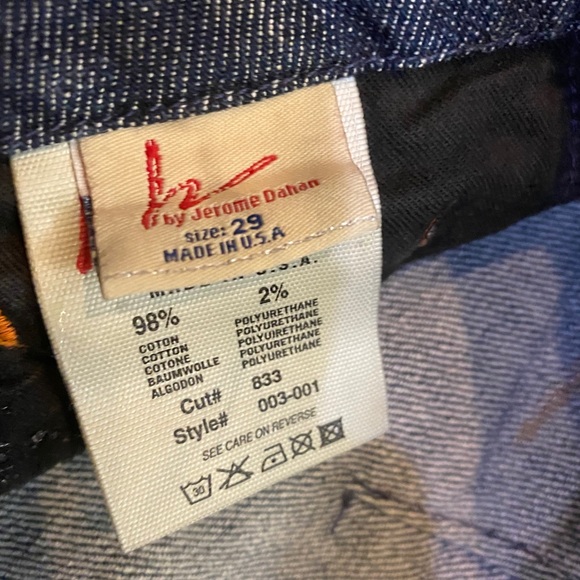 by Jerome Dahan
size: 29
MADE IN U.S.A
U.S.A.
98% 2%
COTON POLYURETHANE
COTTON POLYURETHANE
COTONE POLYURETHANE
BAUMWOLLE POLYURETHANE
ALGODON POLYURETHANE
Cut# 833
Style# 003-001
SEE CARE ON REVERSE
30